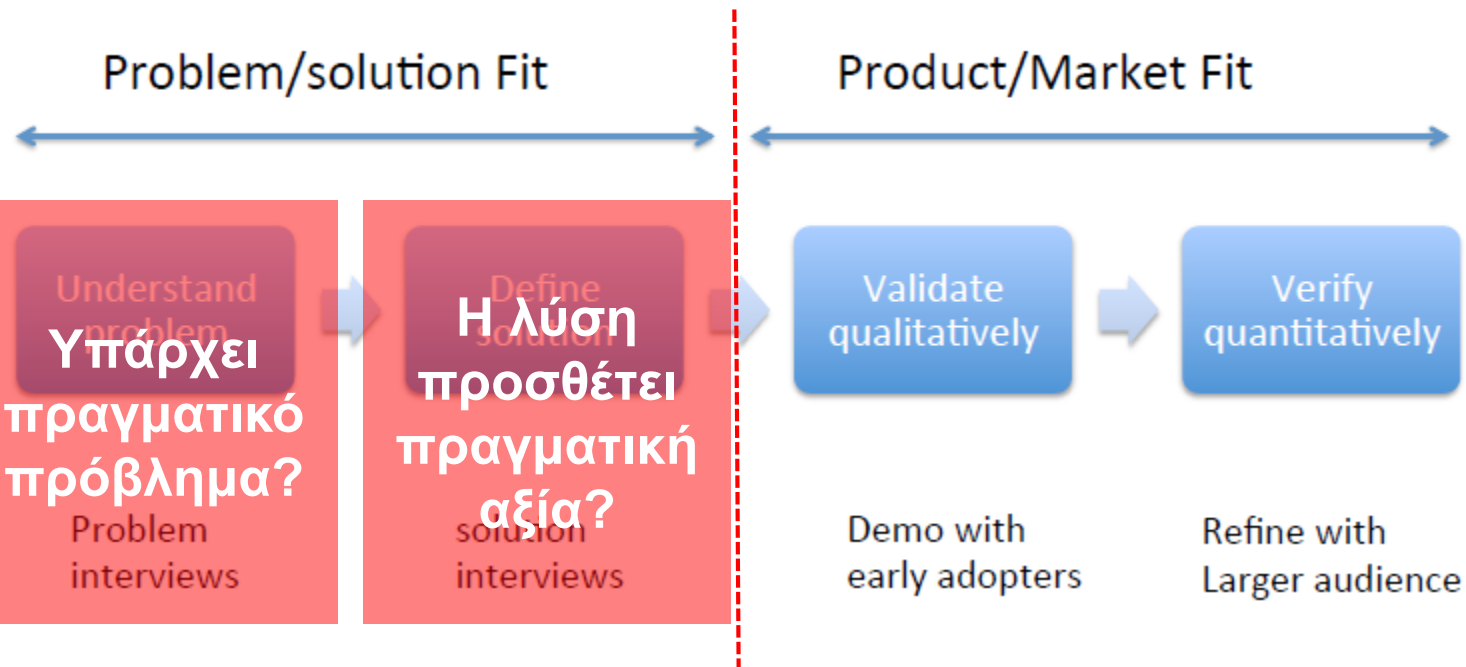 Problem/solution Fit
Product/Market Fit
Understand
problem
Υπάρχει
πραγματικό
πρόβλημα?
Problem
interviews
Define
solution
Η λύση
προσθέτει
πραγματική
αξία?
solution
interviews
Validate
qualitatively
Demo with
early adopters
Verify
quantitatively
Refine with
Larger audience